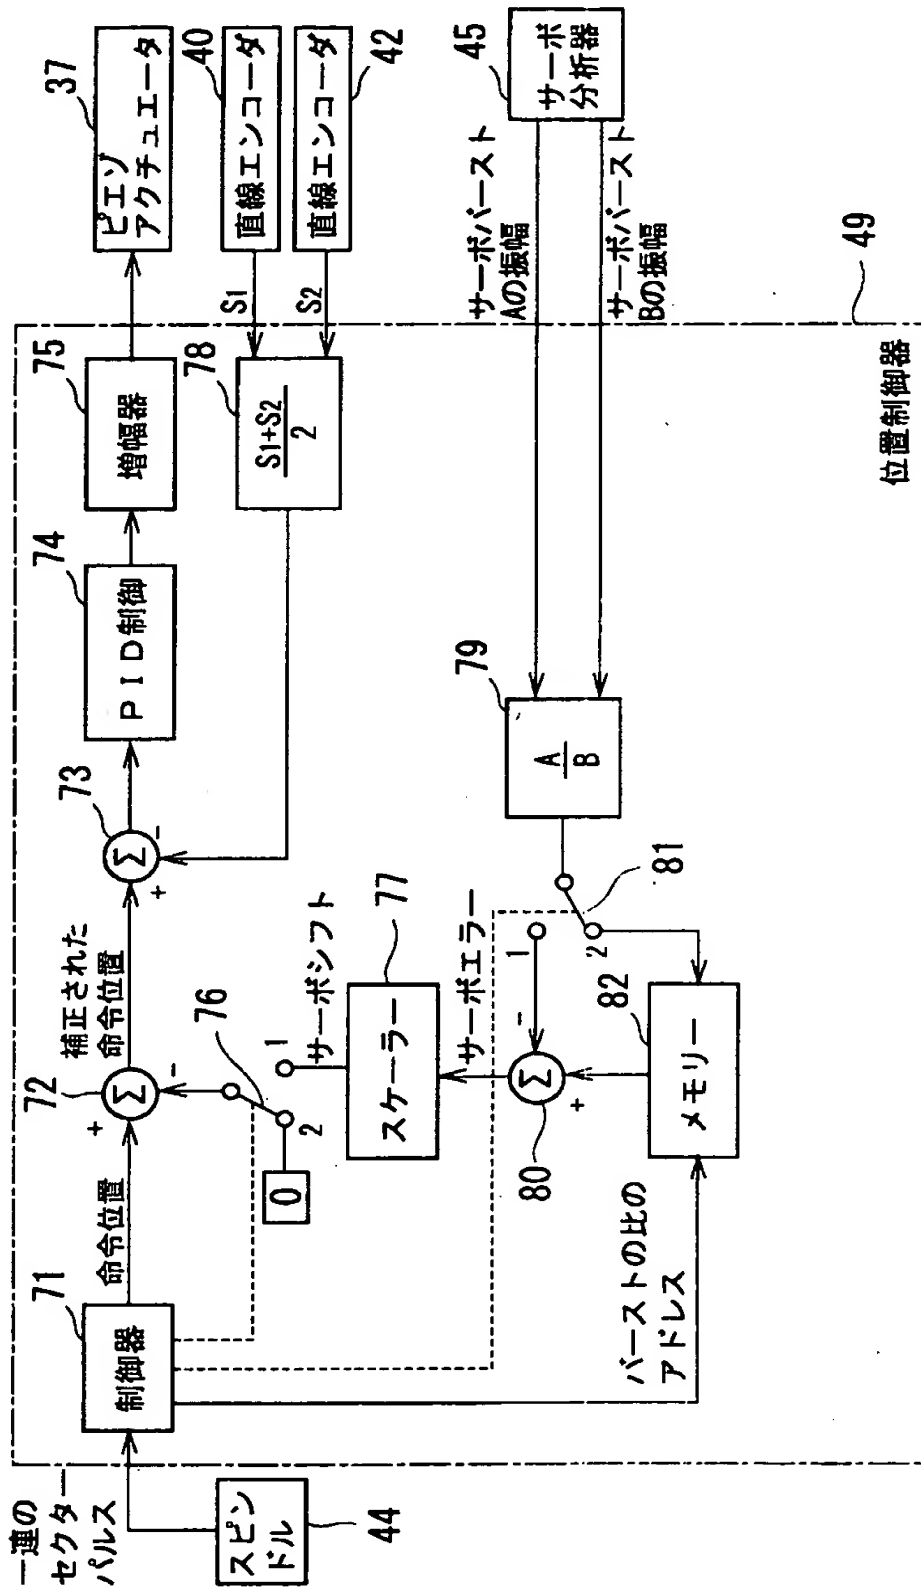 一連の
セクター
パルス
スピン
ドル
44
71
制御器
命令位置
+
72
Σ
-
補正された
命令位置
+
73
Σ
-
74
PID制御
75
増幅器
37
ピエゾ
アクチュエータ
40
直線エンコーダ
直線エンコーダ
42
S1
S2
78
S1+S2
2
0
2
1
76
サーボシフト
77
スケーラー
サーボエラー
80
Σ
+
-
1
2
81
82
メモリー
バーストの比の
アドレス
79
A
B
サーボバースト
Aの振幅
サーボバースト
Bの振幅
45
サーボ
分析器
49
位置制御器